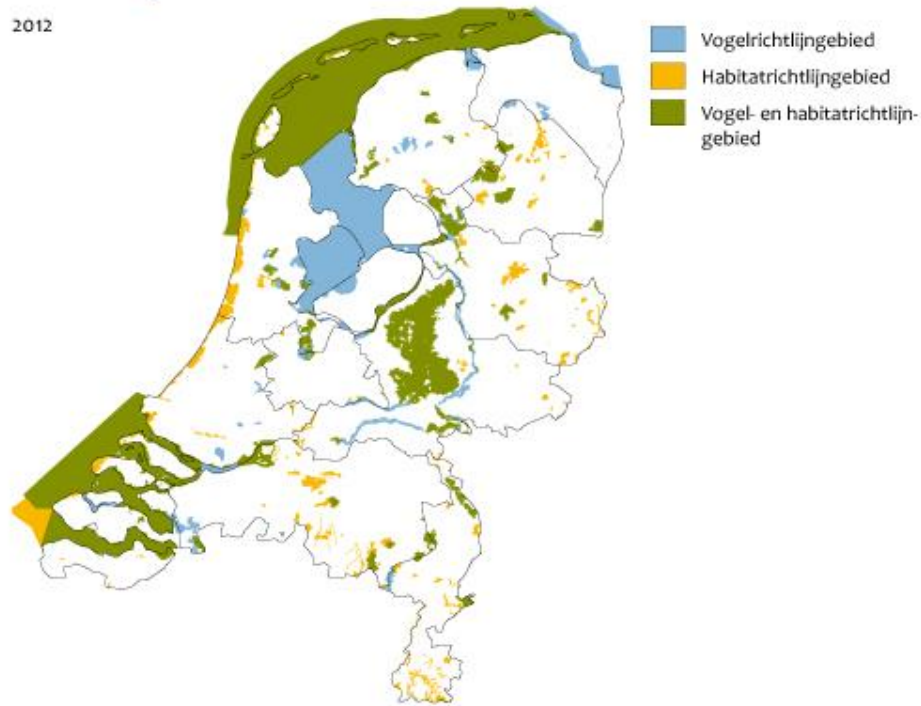 2012
Vogelrichtlijngebied
Habitatrichtlijngebied
Vogel- en habitatrichtlijn-
gebied